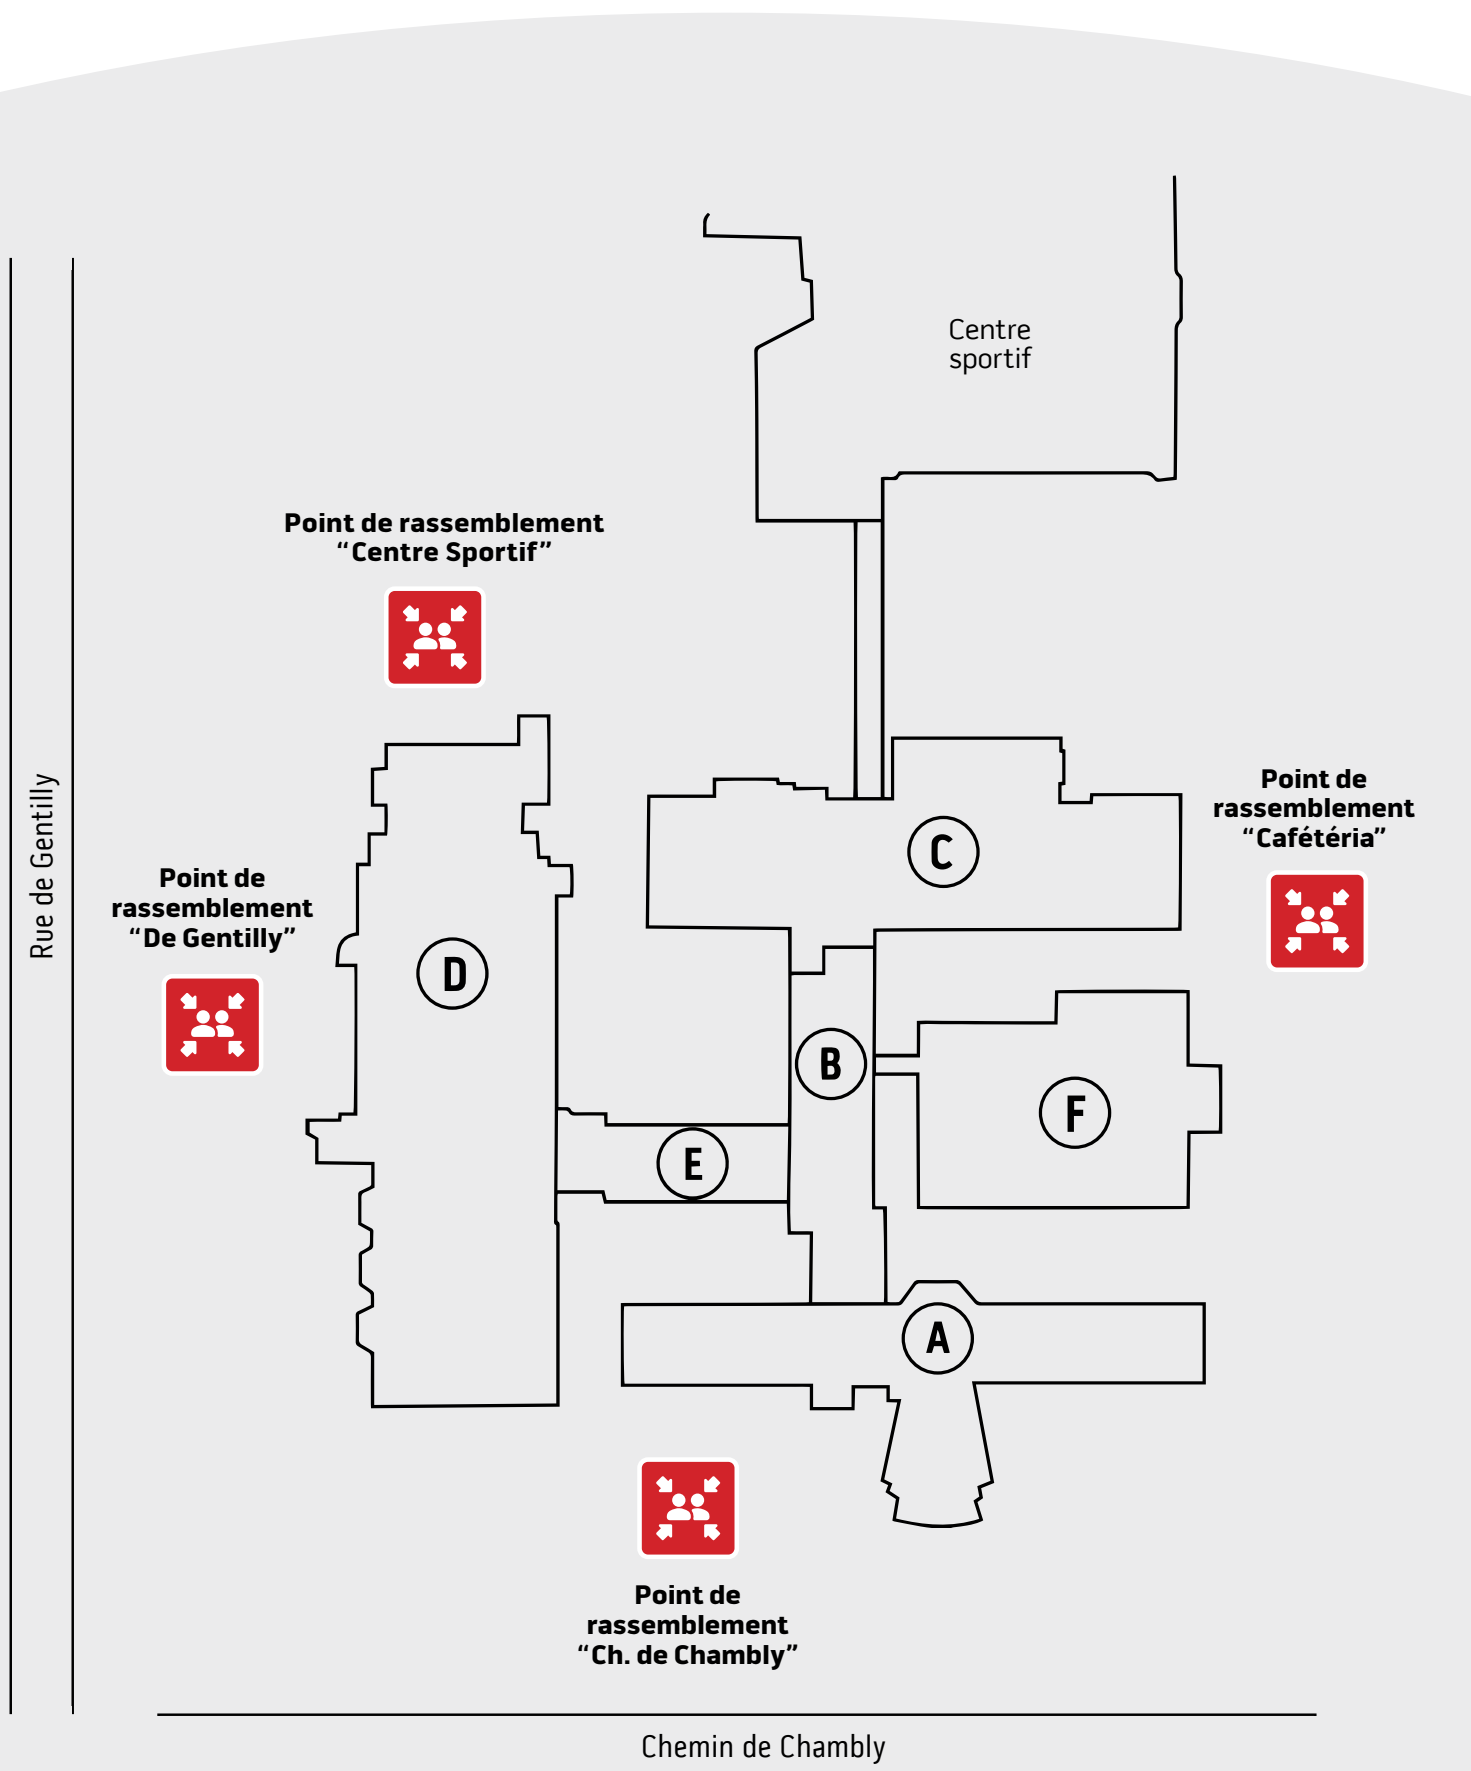 Centre
sportif
Point de rassemblement
“Centre Sportif”
Rue de Gentilly
Point de
rassemblement
“Cafétéria”
C
Point de
rassemblement
“De Gentilly”
D
B
F
E
A
Point de
rassemblement
“Ch. de Chambly”
Chemin de Chambly